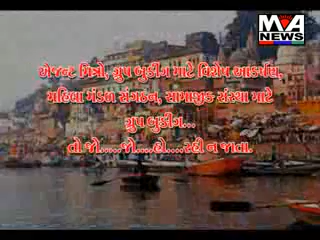 MVA
NEWS
એજન્ટ મિત્રો, ગ્રુપ બુકીંગ માટે વિશેષ આકર્ષણ,
મહિલા મંડળ સંગઠન, સામાજીક સંસ્થા માટે
ગ્રુપ બુકીંગ...
તો જો.....જો....હો....રહી ન જાતા.